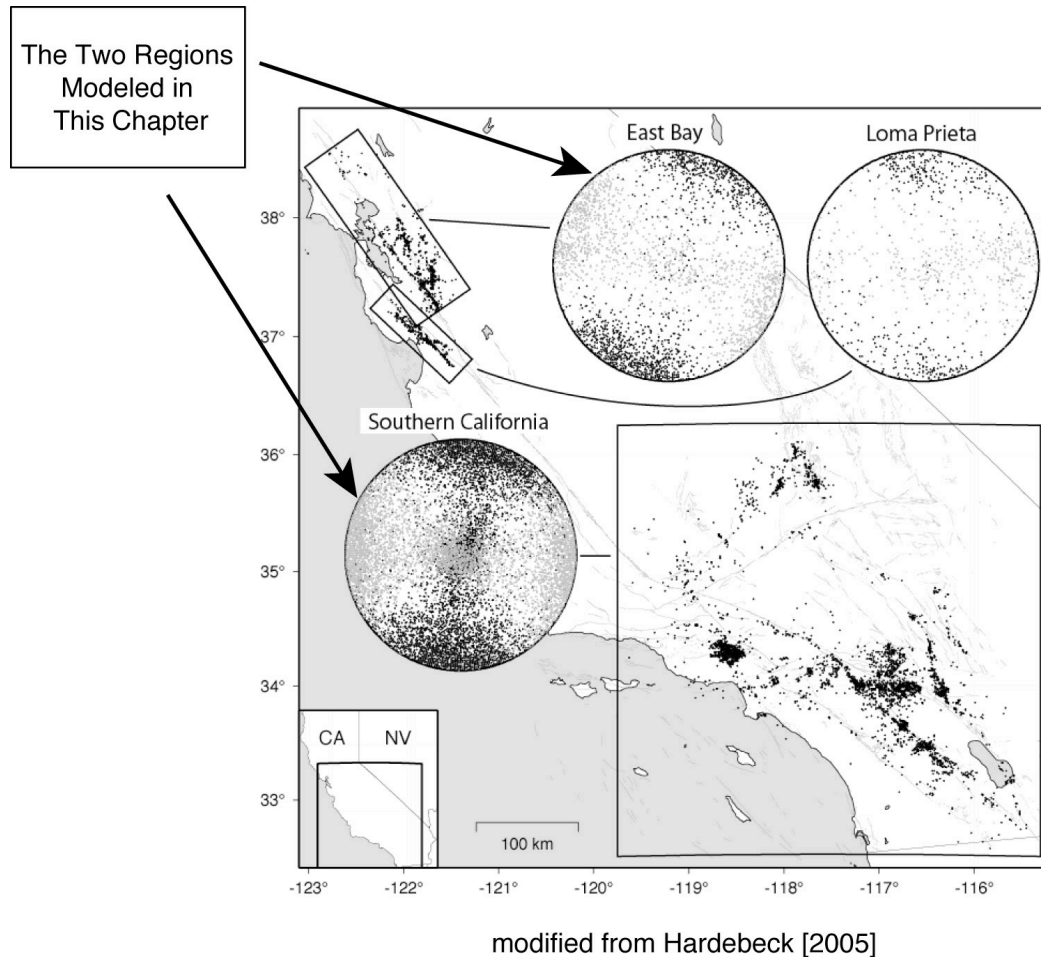 The Two Regions
Modeled in
This Chapter
East Bay
Loma Prieta
38°
37°
Southern California
36°
35°
34°
33°
CA
NV
100 km
-123°
-122°
-121°
-120°
-119°
-118°
-117°
-116°
modified from Hardebeck [2005]